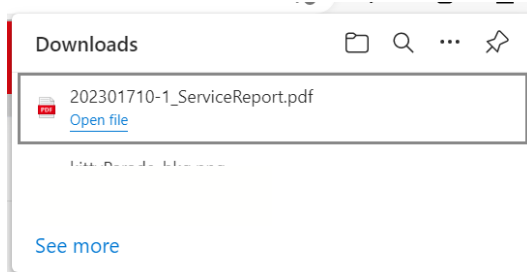 Downloads
202301710-1_ServiceReport.pdf
PDF
Open file
See more